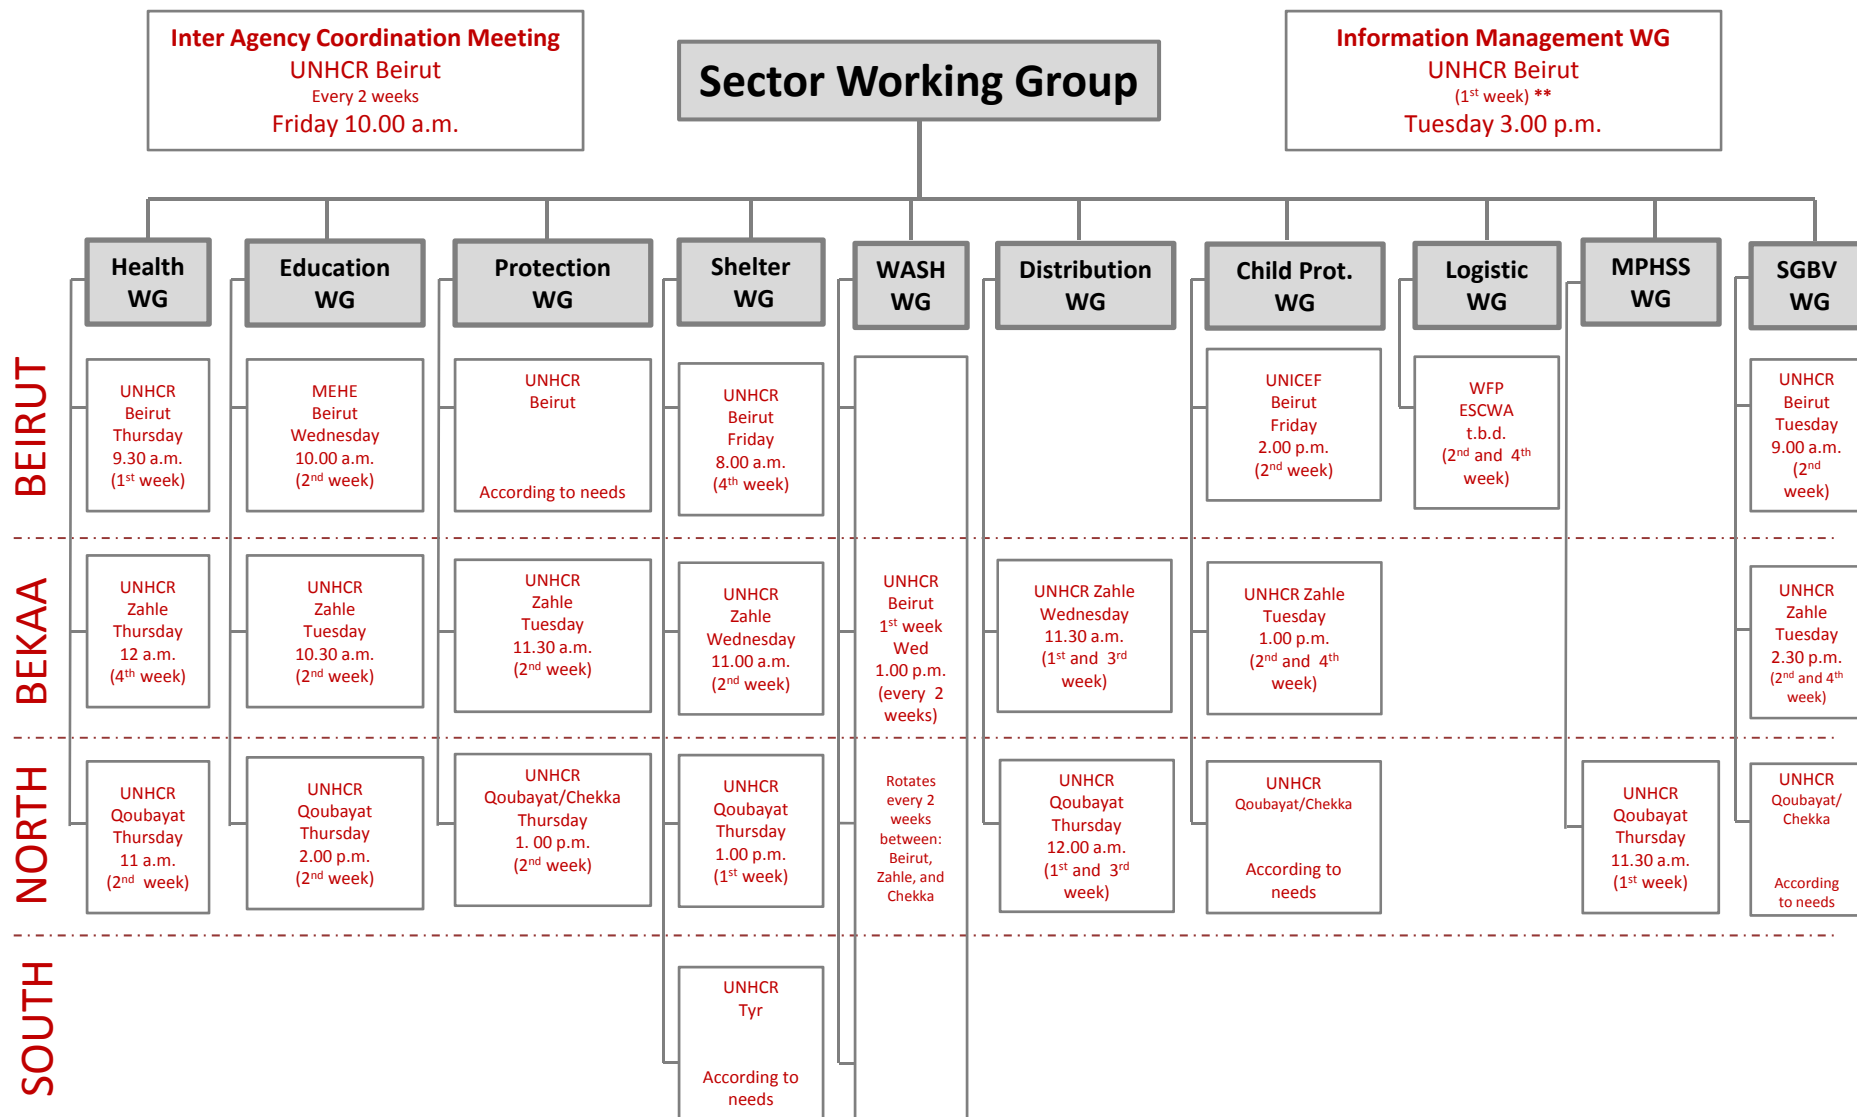 Inter Agency Coordination Meeting
UNHCR Beirut
Every 2 weeks
Friday 10.00 a.m.
Sector Working Group
Information Management WG
UNHCR Beirut
(1st week) **
Tuesday 3.00 p.m.
Health
WG
Education
WG
Protection
WG
Shelter
WG
WASH
WG
Distribution
WG
Child Prot.
WG
Logistic
WG
MPHSS
WG
SGBV
WG
BEIRUT
UNHCR
Beirut
Thursday
9.30 a.m.
(1st week)
MEHE
Beirut
Wednesday
10.00 a.m.
(2nd week)
UNHCR
Beirut
According to needs
UNHCR
Beirut
Friday
8.00 a.m.
(4th week)
UNICEF
Beirut
Friday
2.00 p.m.
(2nd week)
WFP
ESCWA
t.b.d.
(2nd and 4th
week)
UNHCR
Beirut
Tuesday
9.00 a.m.
(2nd
week)
BEKAA
UNHCR
Zahle
Thursday
12 a.m.
(4th week)
UNHCR
Zahle
Tuesday
10.30 a.m.
(2nd week)
UNHCR
Zahle
Tuesday
11.30 a.m.
(2nd week)
UNHCR
Zahle
Wednesday
11.00 a.m.
(2nd week)
UNHCR
Beirut
1st week
Wed
1.00 p.m.
(every 2
weeks)
Rotates
every 2
weeks
between:
Beirut,
Zahle, and
Chekka
UNHCR Zahle
Wednesday
11.30 a.m.
(1st and 3rd
week)
UNHCR Zahle
Tuesday
1.00 p.m.
(2nd and 4th
week)
UNHCR
Zahle
Tuesday
2.30 p.m.
(2nd and 4th
week)
NORTH
UNHCR
Qoubayat
Thursday
11 a.m.
(2nd week)
UNHCR
Qoubayat
Thursday
2.00 p.m.
(2nd week)
UNHCR
Qoubayat/Chekka
Thursday
1. 00 p.m.
(2nd week)
UNHCR
Qoubayat
Thursday
1.00 p.m.
(1st week)
UNHCR
Qoubayat
Thursday
12.00 a.m.
(1st and 3rd
week)
UNHCR
Qoubayat/Chekka
According to
needs
UNHCR
Qoubayat
Thursday
11.30 a.m.
(1st week)
UNHCR
Qoubayat/
Chekka
According
to needs
SOUTH
UNHCR
Tyr
According to
needs